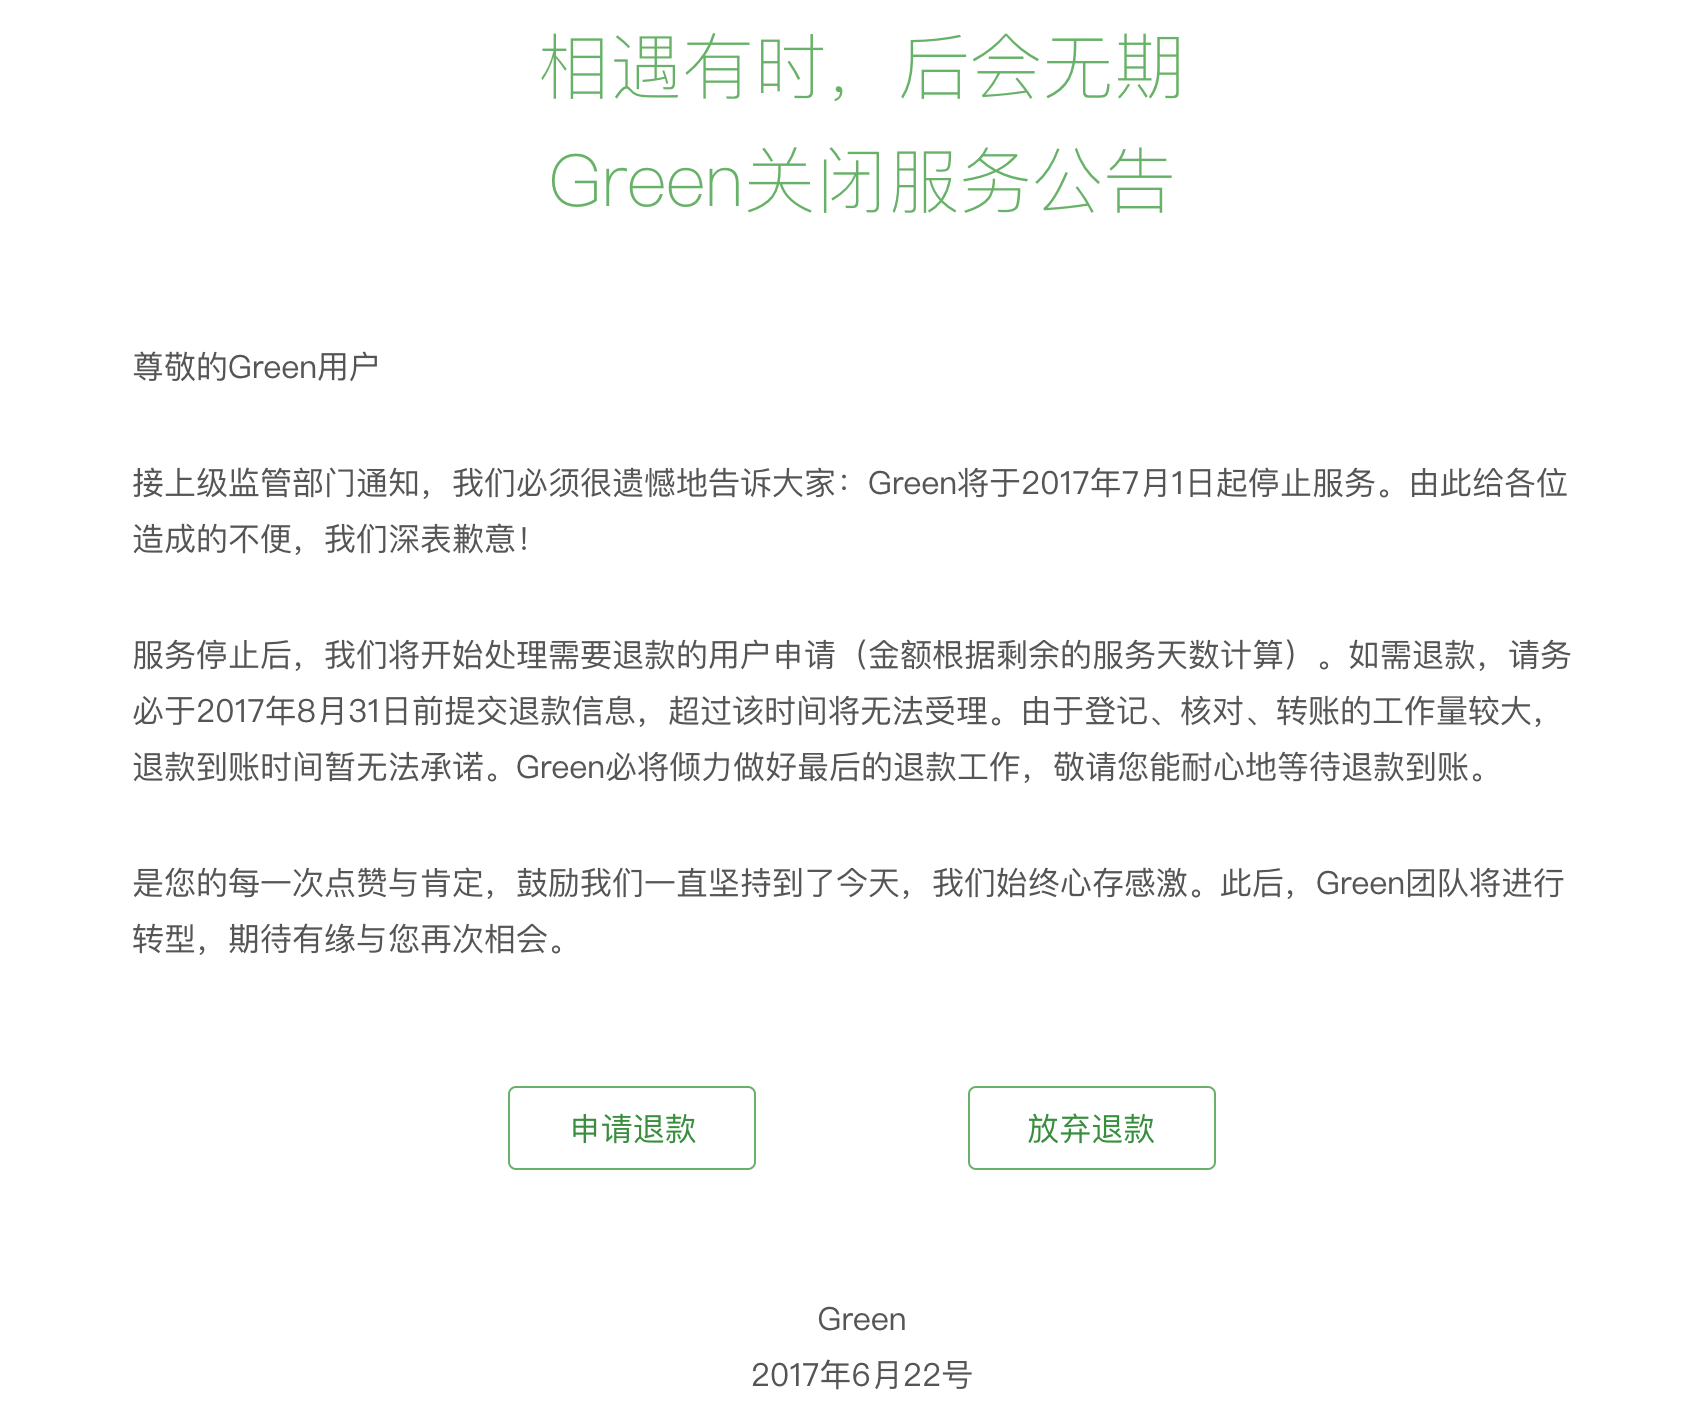 相遇有时，后会无期
Green关闭服务公告
尊敬的Green用户
接上级监管部门通知，我们必须很遗憾地告诉大家：Green将于2017年7月1日起停止服务。由此给各位
造成的不便，我们深表歉意！
服务停止后，我们将开始处理需要退款的用户申请（金额根据剩余的服务天数计算）。如需退款，请务
必于2017年8月31日前提交退款信息，超过该时间将无法受理。由于登记、核对、转账的工作量较大，
退款到账时间暂无法承诺。Green必将倾力做好最后的退款工作，敬请您能耐心地等待退款到账。
是您的每一次点赞与肯定，鼓励我们一直坚持到了今天，我们始终心存感激。此后，Green团队将进行
转型，期待有缘与您再次相会。
申请退款
放弃退款
Green
2017年6月22号